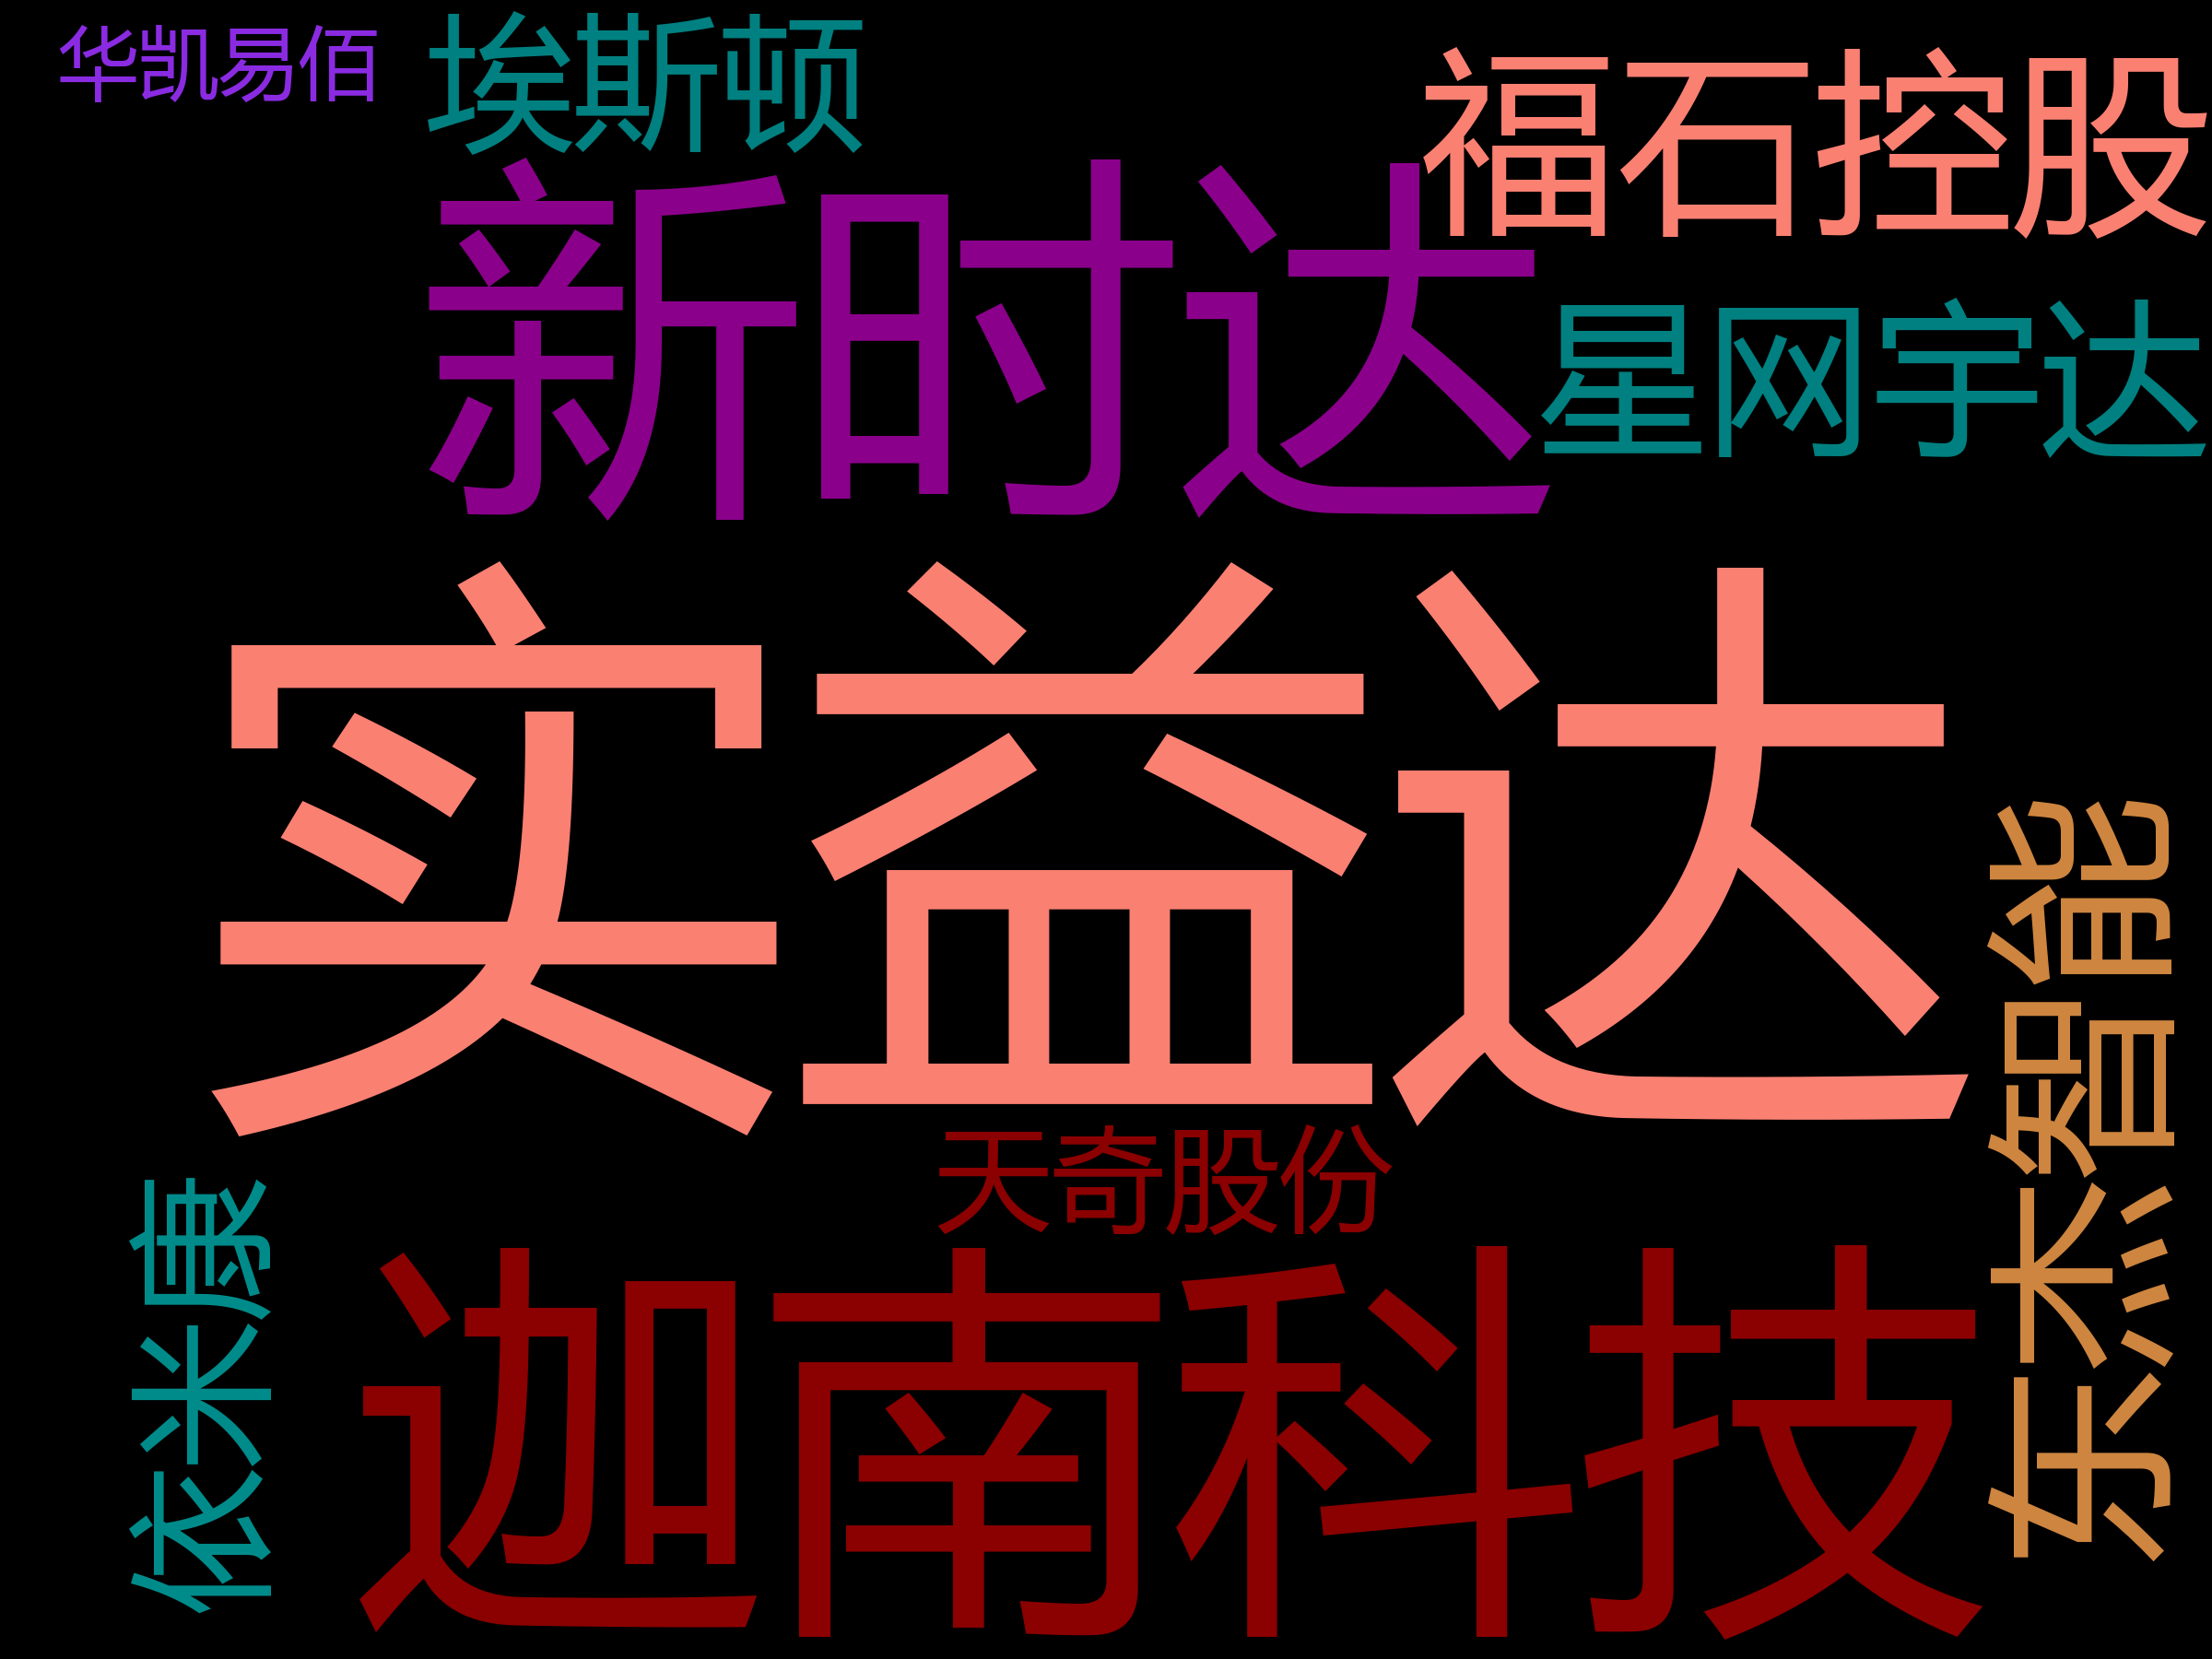 华凯易佰
埃斯顿
福石控股
新时达
星网宇达
实益达
东杰智能
天奇股份
依米康
迦南科技